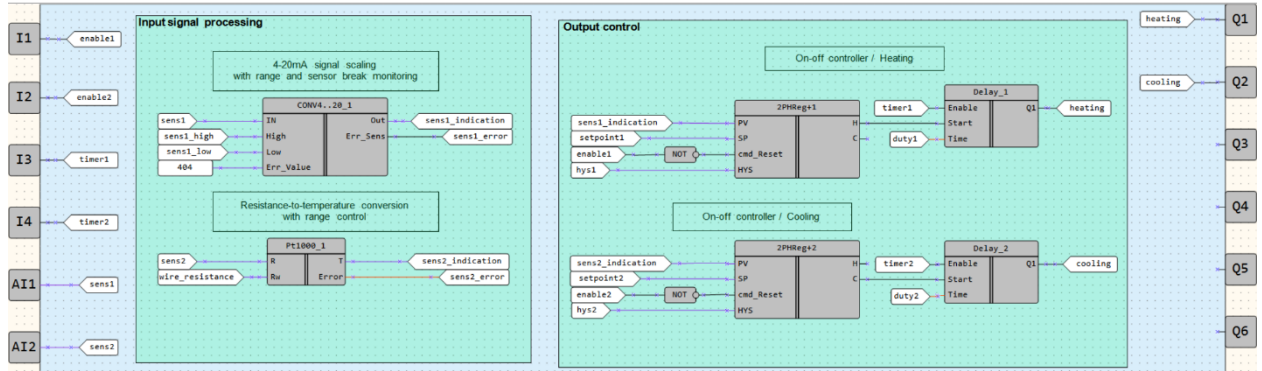 I1
enable1
I2
enable2
I3
timer1
I4
timer2
AI1
sens1
AI2
sens2
Input signal processing
4-20mA signal scaling
with range and sensor break monitoring
CONV4..20_1
sens1
IN
Out
sens1_indication
sens1_high
High
Err_Sens
sens1_error
sens1_low
Low
404
Err_Value
Resistance-to-temperature conversion
with range control
Pt1000_1
sens2
R
T
sens2_indication
wire_resistance
Rw
Error
sens2_error
Output control
On-off controller / Heating
2PHReg+1
sens1_indication
PV
H
setpoint1
SP
C
enable1
NOT
cmd_Reset
hys1
HYS
Delay_1
timer1
Enable
Q1
heating
Start
duty1
Time
On-off controller / Cooling
2PHReg+2
sens2_indication
PV
H
setpoint2
SP
C
enable2
NOT
cmd_Reset
hys2
HYS
Delay_2
timer2
Enable
Q1
cooling
Start
duty2
Time
heating
Q1
cooling
Q2
Q3
Q4
Q5
Q6